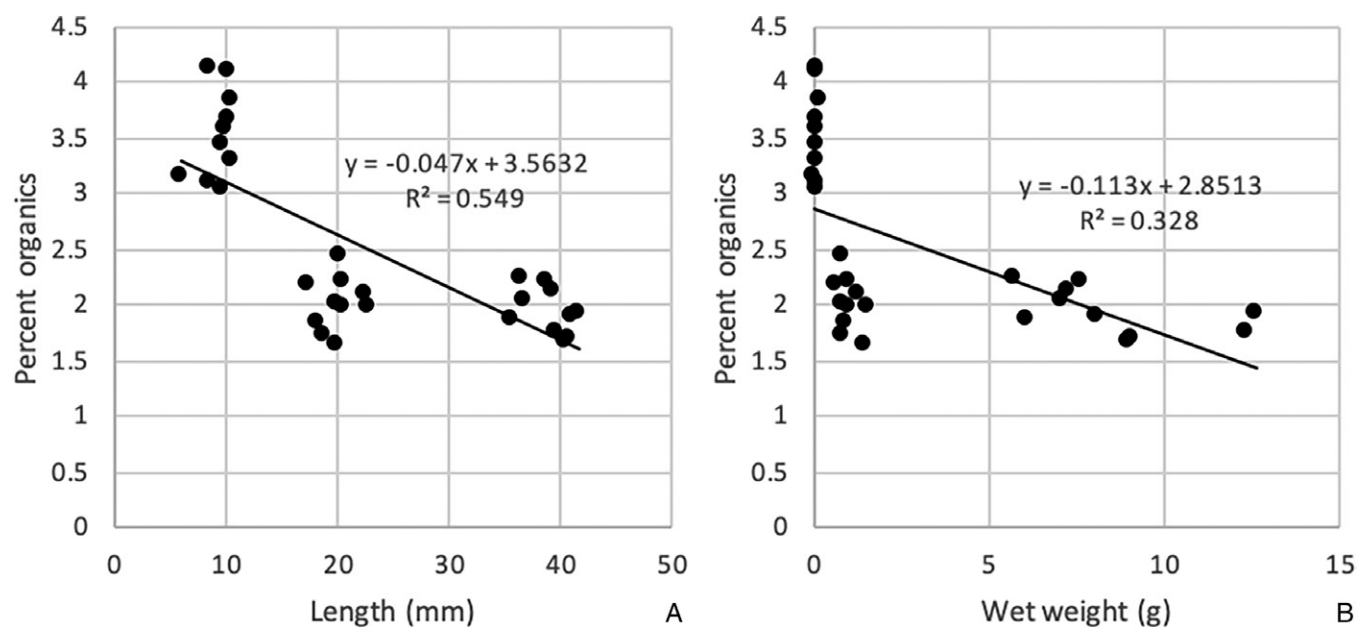 4.5
4
3.5
3
2.5
2
1.5
1
0.5
0
Percent organics
y = -0.047x + 3.5632
R² = 0.549
0 10 20 30 40 50
Length (mm)
A
4.5
4
3.5
3
2.5
2
1.5
1
0.5
0
Percent organics
y = -0.113x + 2.8513
R² = 0.328
0 5 10 15
Wet weight (g)
B